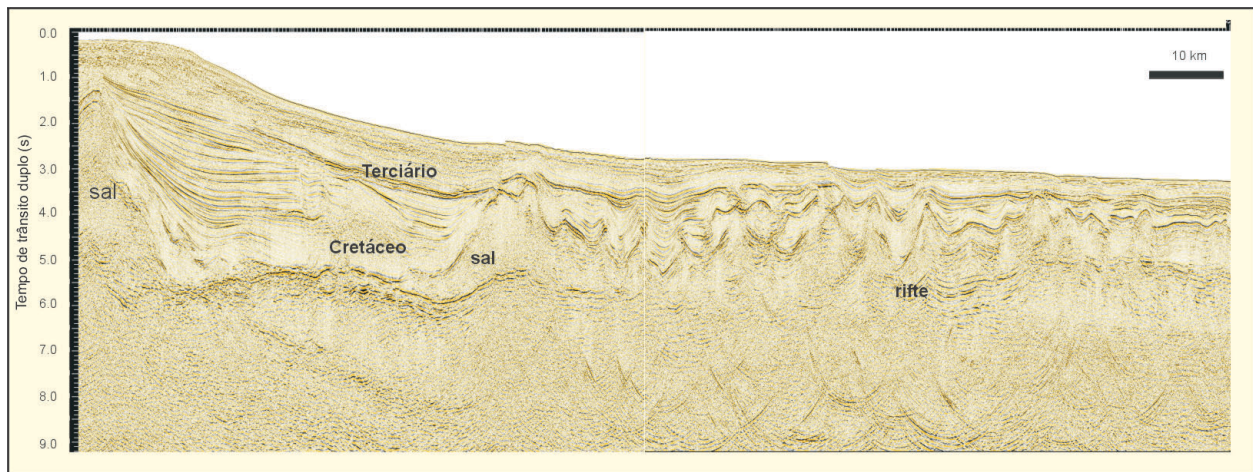 0.0
10 km
1.0
2.0
3.0
4.0
5.0
6.0
7.0
8.0
9.0
Tempo de trânsito duplo (s)
Terciário
sal
Cretáceo
sal
rifte